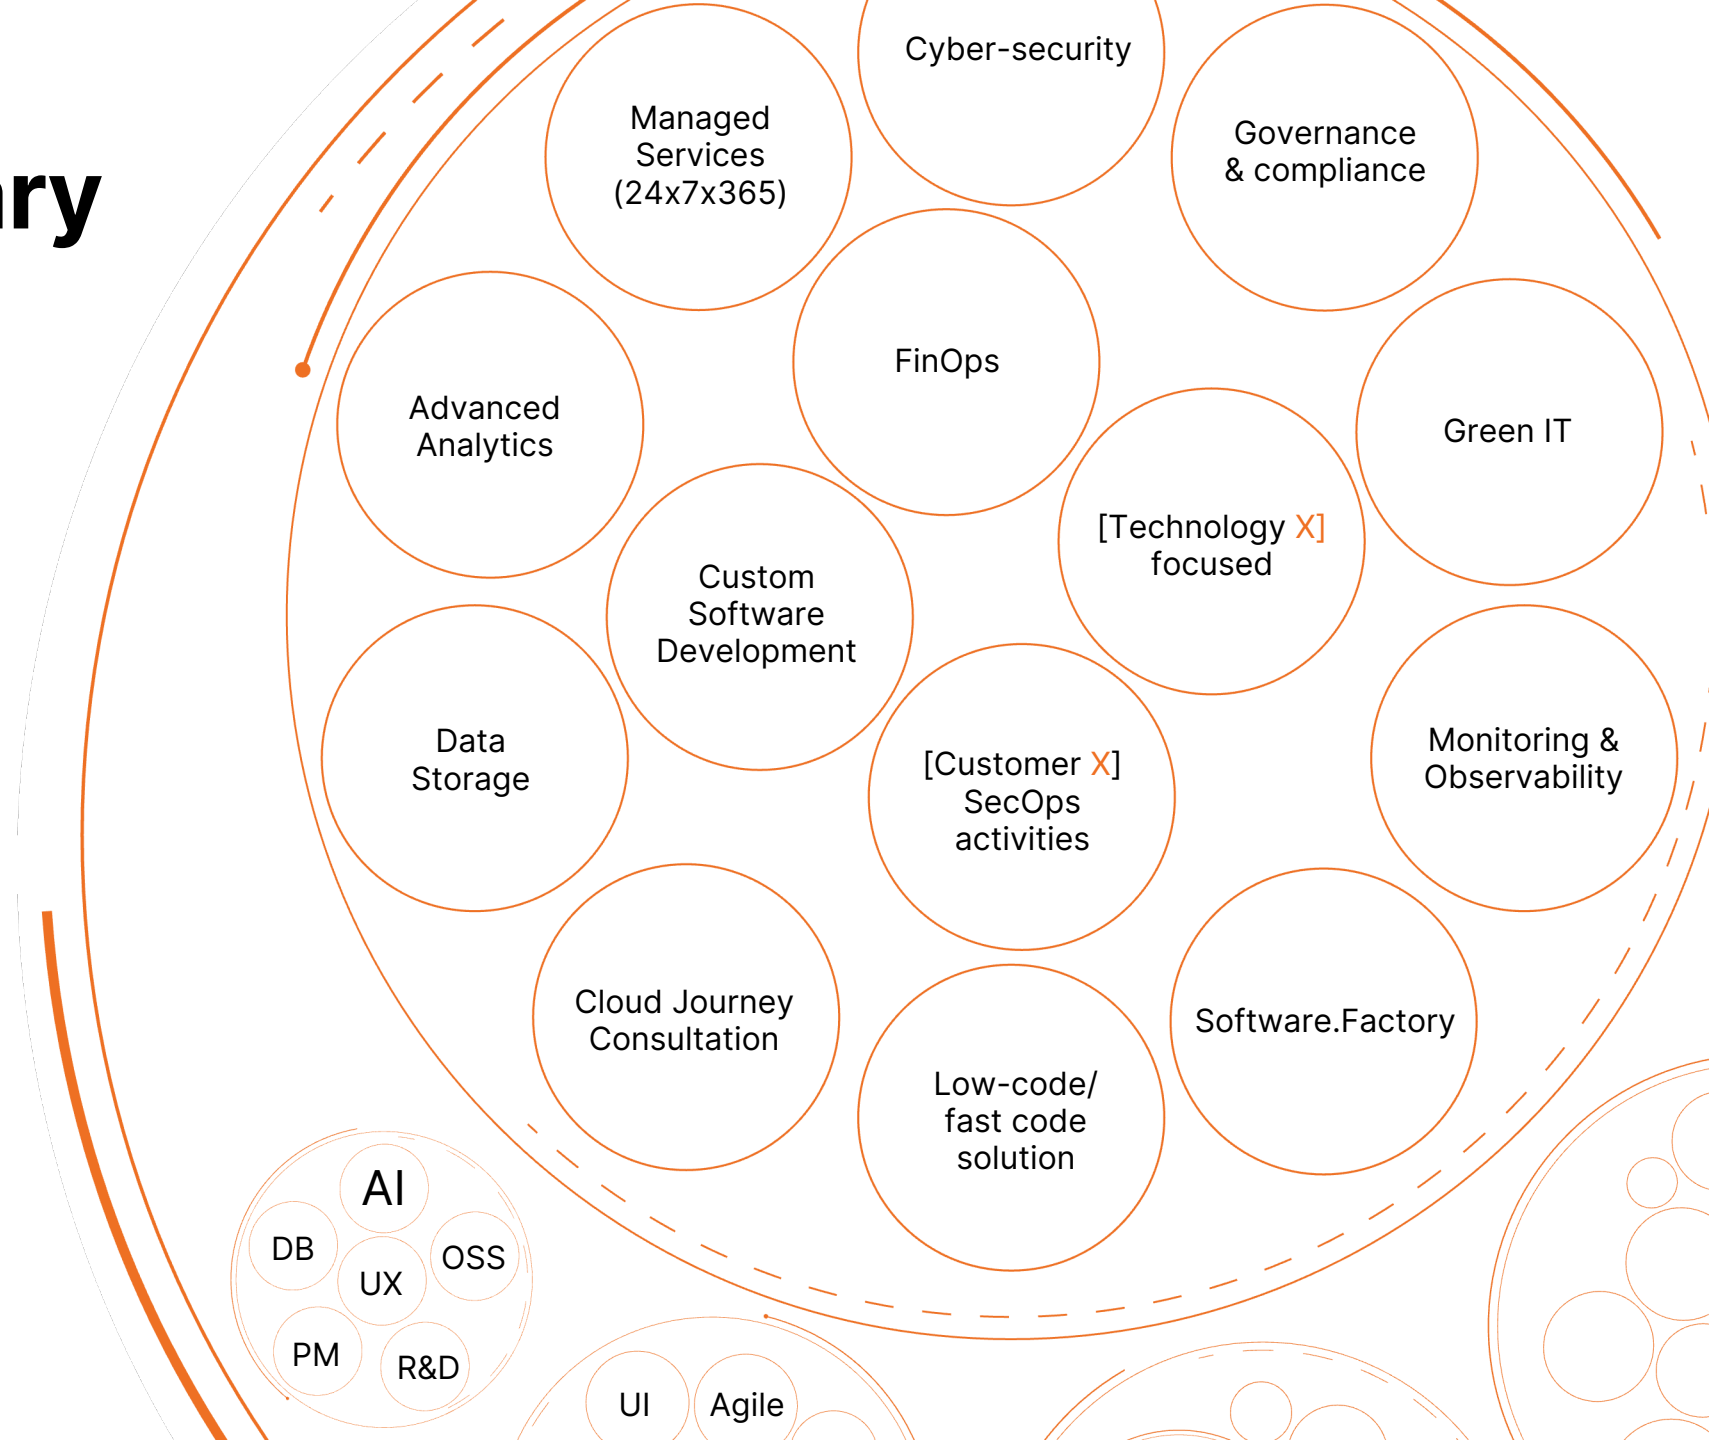 Cyber-security
Managed
Services
(24x7x365)
Governance
& compliance
FinOps
Advanced
Analytics
Green IT
[Technology X]
focused
Custom
Software
Development
Data
Storage
[Customer X]
SecOps
activities
Monitoring &
Observability
Cloud Journey
Consultation
Software.Factory
Low-code/
fast code
solution
AI
DB
OSS
UX
PM
R&D
UI
Agile